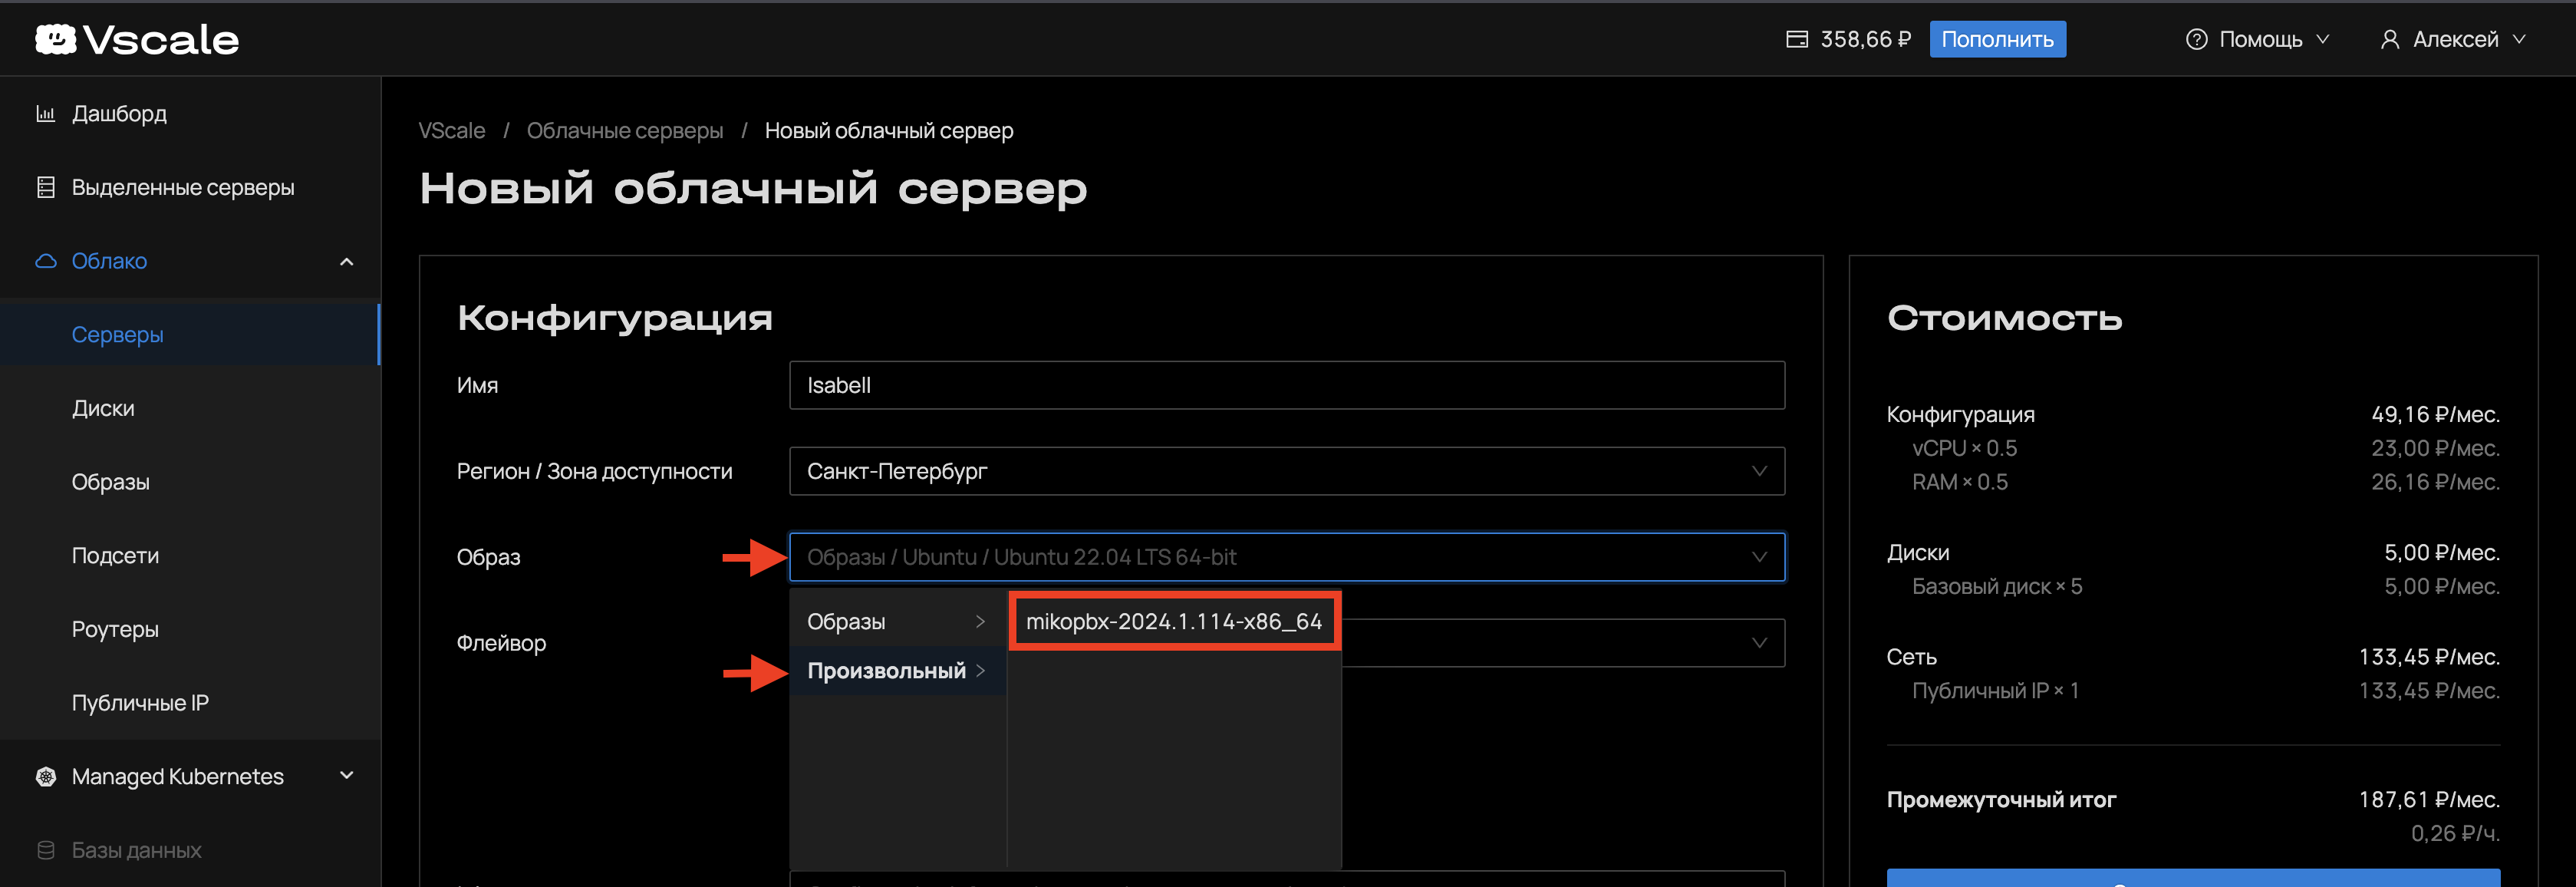 Vscale
358,66 ₽
Пополнить
Помощь
Алексей
Дашборд
Выделенные серверы
Облако
Серверы
Диски
Образы
Подсети
Роутеры
Публичные IP
Managed Kubernetes
Базы данных
VScale / Облачные серверы / Новый облачный сервер
Новый облачный сервер
Конфигурация
Имя
Isabell
Регион / Зона доступности
Санкт-Петербург
Образ
Образы / Ubuntu / Ubuntu 22.04 LTS 64-bit
Образы
mikopbx-2024.1.114-x86_64
Произвольный
Флейвор
Стоимость
Конфигурация 49,16 ₽/мес.
vCPU × 0.5 23,00 ₽/мес.
RAM × 0.5 26,16 ₽/мес.
Диски 5,00 ₽/мес.
Базовый диск × 5 5,00 ₽/мес.
Сеть 133,45 ₽/мес.
Публичный IP × 1 133,45 ₽/мес.
Промежуточный итог 187,61 ₽/мес.
0,26 ₽/ч.